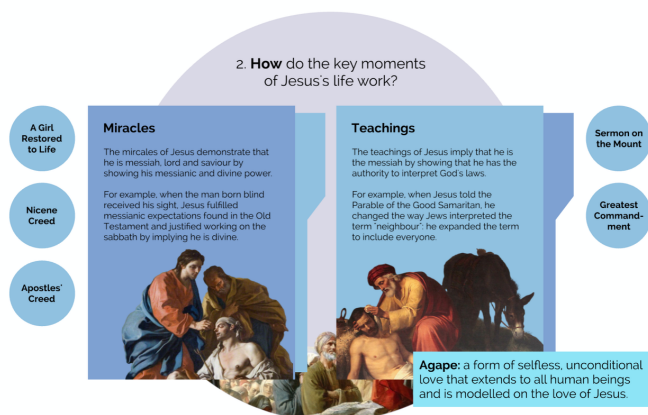 2. How do the key moments
of Jesus's life work?
A Girl
Restored
to Life
Nicene
Creed
Apostles'
Creed
Miracles
The mircales of Jesus demonstrate that
he is messiah, lord and saviour by
showing his messianic and divine power.
For example, when the man born blind
received his sight, Jesus fulfilled
messianic expectations found in the Old
Testament and justified working on the
sabbath by implying he is divine.
Teachings
The teachings of Jesus imply that he is
the messiah by showing that he has the
authority to interpret God's laws.
For example, when Jesus told the
Parable of the Good Samaritan, he
changed the way Jews interpreted the
term "neighbour": he expanded the term
to include everyone.
Sermon on
the Mount
Greatest
Command-
ment
Agape: a form of selfless, unconditional
love that extends to all human beings
and is modelled on the love of Jesus.